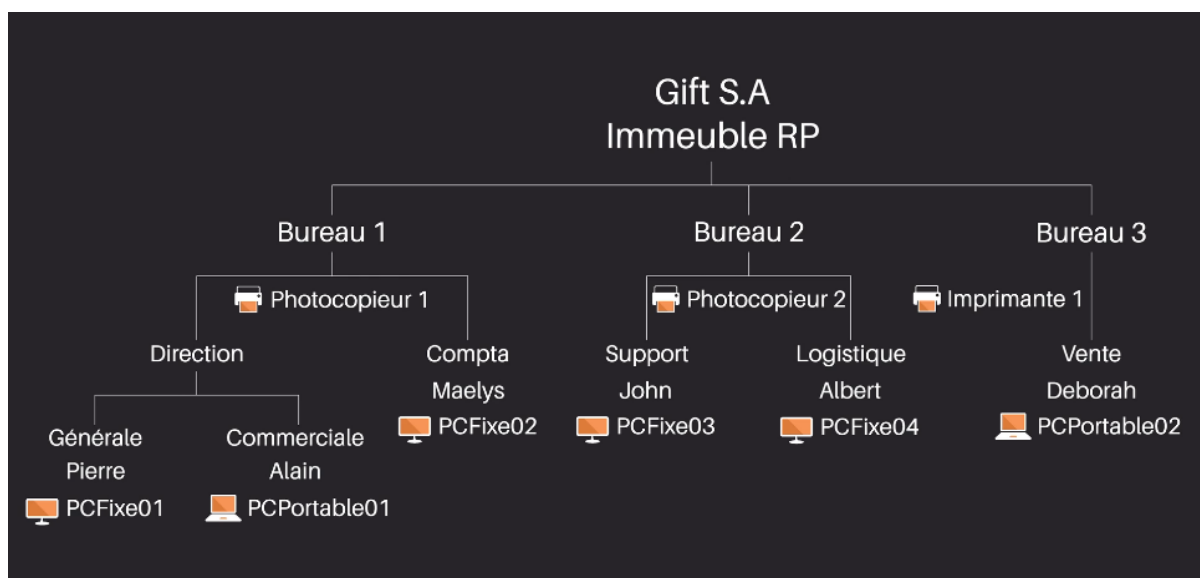 Gift S.A
Immeuble RP
Bureau 1
Bureau 2
Bureau 3
Photocopieur 1
Photocopieur 2
Imprimante 1
Direction
Compta
Support
Logistique
Vente
Maelys
John
Albert
Deborah
PCFixe02
PCFixe03
PCFixe04
PCPortable02
Générale
Commerciale
Pierre
Alain
PCFixe01
PCPortable01